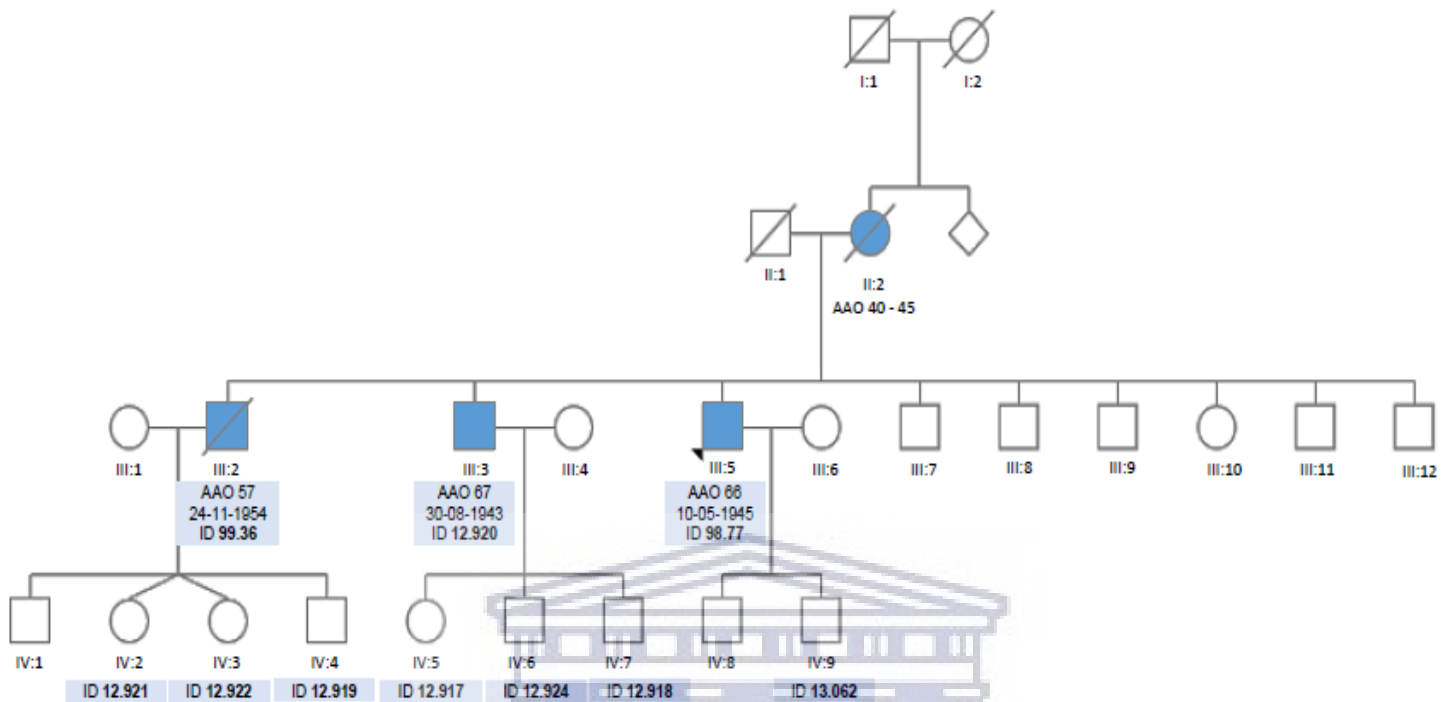 I:1 I:2
II:1 II:2
AAO 40 - 45
III:1 III:2 III:3 III:4 III:5 III:6 III:7 III:8 III:9 III:10 III:11 III:12
AAO 57 AAO 67 AAO 66
24-11-1954 30-08-1943 10-05-1945
ID 99.36 ID 12.920 ID 98.77
IV:1 IV:2 IV:3 IV:4 IV:5 IV:6 IV:7 IV:8 IV:9
ID 12.921 ID 12.922 ID 12.919 ID 12.917 ID 12.924 ID 12.918 ID 13.062